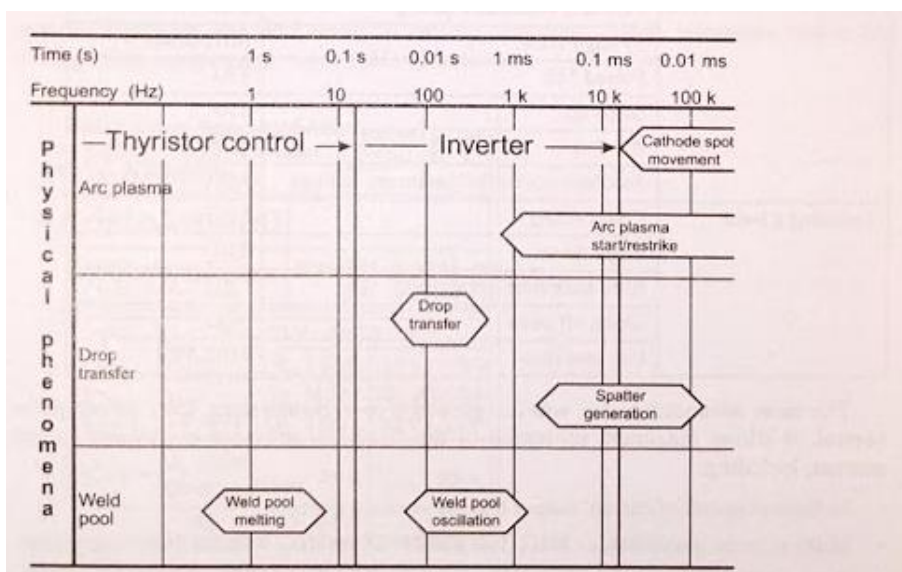 Time (s) 1 s 0.1 s 0.01 s 1 ms 0.1 ms 0.01 ms
Frequency (Hz) 1 10 100 1 k 10 k 100 k
Physical phenomena
Thyristor control
Inverter
Cathode spot
movement
Arc plasma
Arc plasma
start/restrike
Drop
transfer
Drop
transfer
Spatter
generation
Weld
pool
Weld pool
melting
Weld pool
oscillation